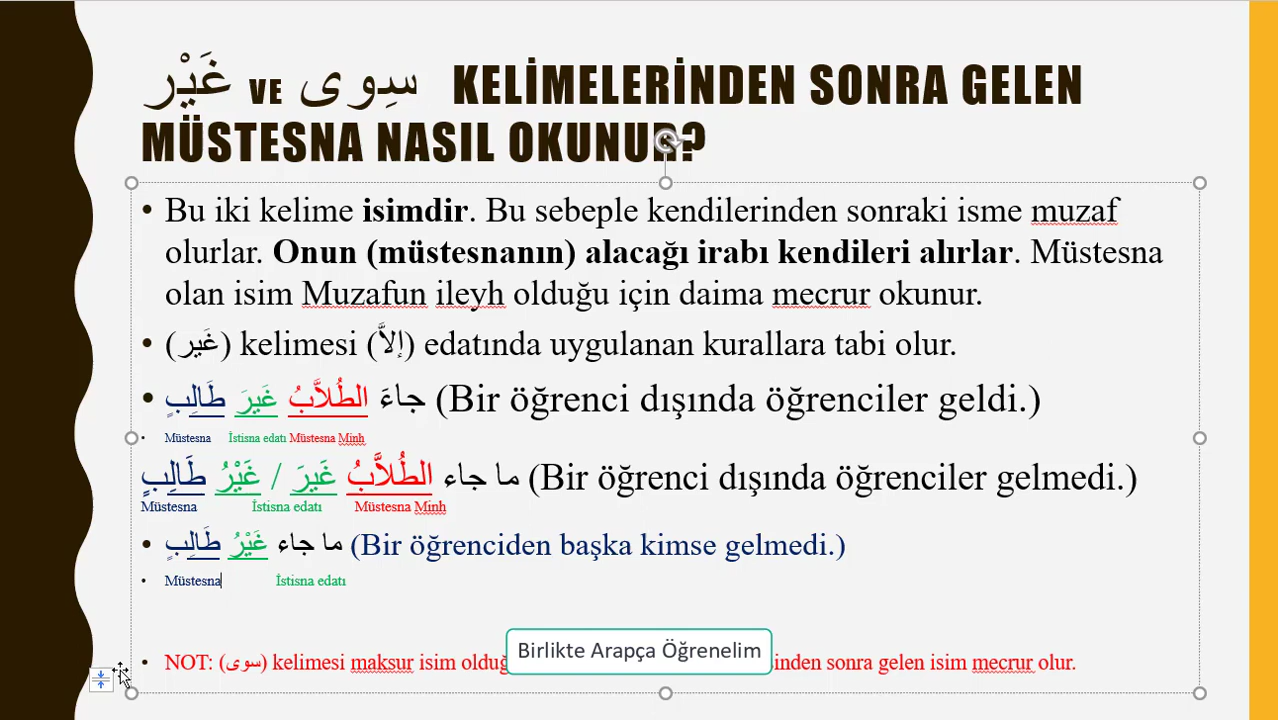 غَيْر VE سِوى KELİMELERİNDEN SONRA GELEN
MÜSTESNA NASIL OKUNUR?
• Bu iki kelime isimdir. Bu sebeple kendilerinden sonraki isme muzaf
olurlar. Onun (müstesnanın) alacağı irabı kendileri alırlar. Müstesna
olan isim Muzafun ileyh olduğu için daima mecrur okunur.
• (غَير) kelimesi (إلاَّ) edatında uygulanan kurallara tabi olur.
• جاءَ الطُلاَّبُ غَيرَ طَالِبٍ (Bir öğrenci dışında öğrenciler geldi.)
• Müstesna İstisna edatı Müstesna Minh
ما جاء الطُلاَّبُ غَيرَ / غَيْرُ طَالِبٍ (Bir öğrenci dışında öğrenciler gelmedi.)
Müstesna İstisna edatı Müstesna Minh
• ما جاء غَيْرُ طَالِبٍ (Bir öğrenciden başka kimse gelmedi.)
• Müstesna İstisna edatı
Birlikte Arapça Öğrenelim
• NOT: (سوى) kelimesi maksur isim sonra gelen isim mecrur olur.